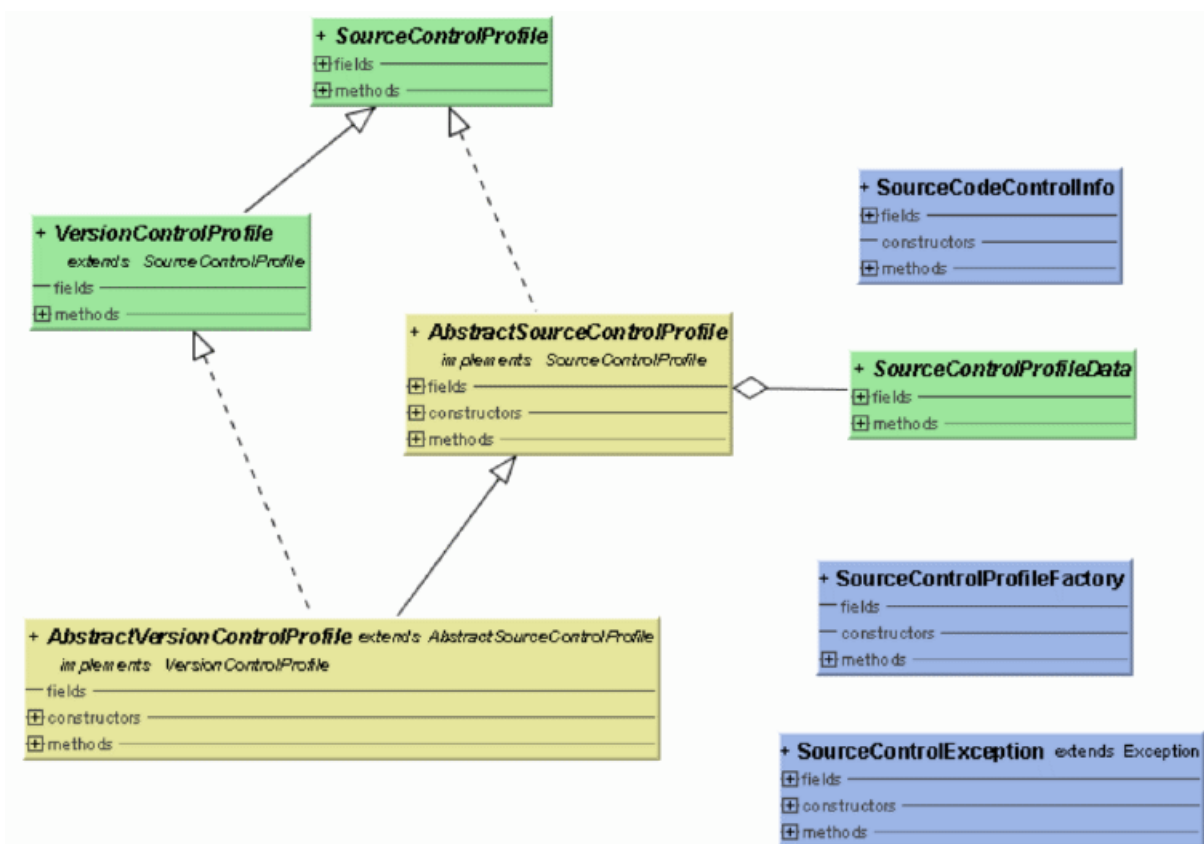 + SourceControlProfile
+ fields
+ methods
+ VersionControlProfile
extends SourceControlProfile
fields
+ methods
+ AbstractSourceControlProfile
implements SourceControlProfile
+ fields
+ constructors
+ methods
+ AbstractVersionControlProfile extends AbstractSourceControlProfile
implements VersionControlProfile
fields
+ constructors
+ methods
+ SourceCodeControlInfo
+ fields
constructors
+ methods
+ SourceControlProfileData
+ fields
+ methods
+ SourceControlProfileFactory
fields
constructors
+ methods
+ SourceControlException extends Exception
+ fields
+ constructors
+ methods